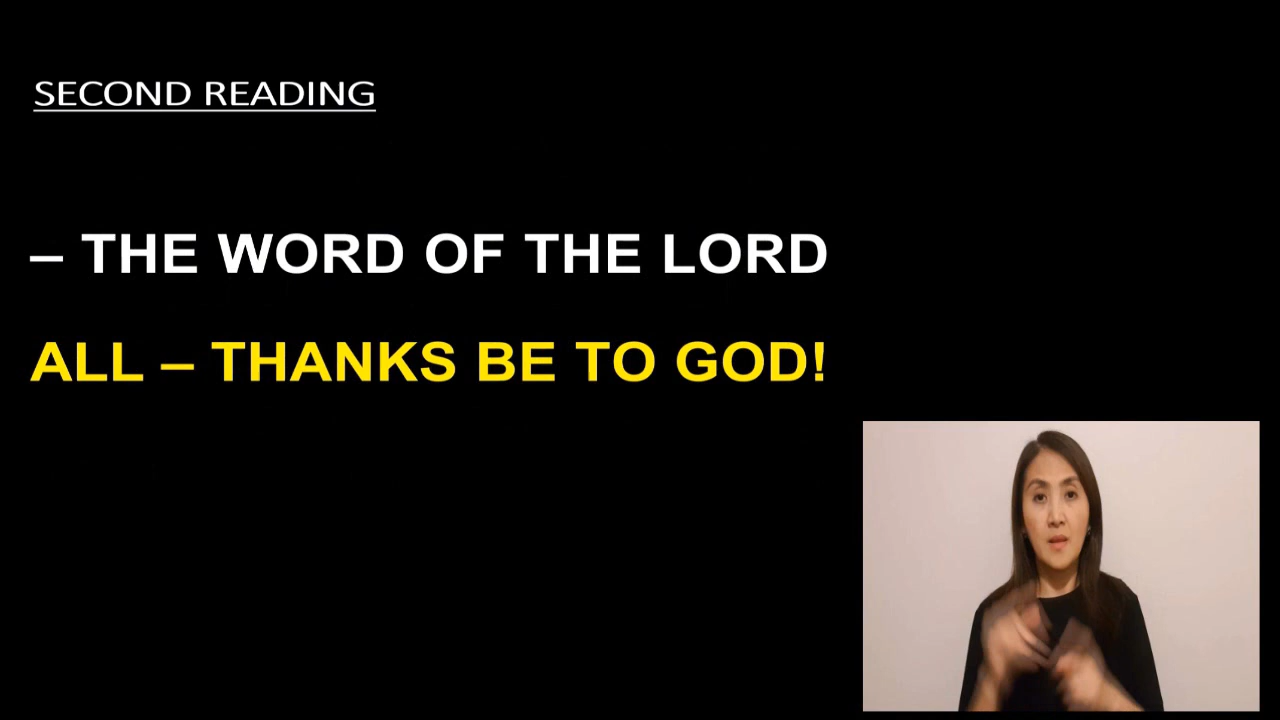 SECOND READING
– THE WORD OF THE LORD
ALL – THANKS BE TO GOD!